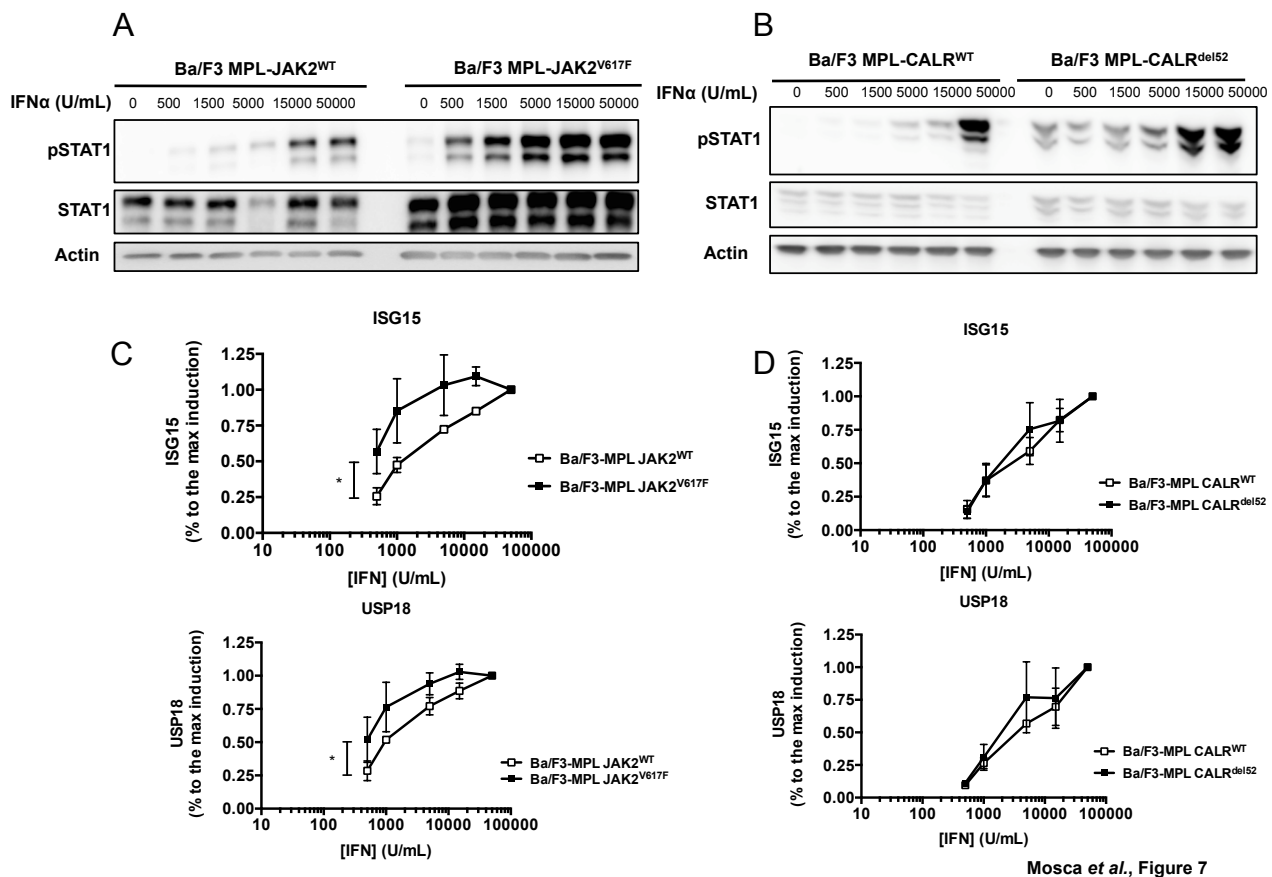 A
Ba/F3 MPL-JAK2WT
Ba/F3 MPL-JAK2V617F
IFNα (U/mL) 0 500 1500 5000 15000 50000 0 500 1500 5000 15000 50000
pSTAT1
STAT1
Actin
B
Ba/F3 MPL-CALRWT
Ba/F3 MPL-CALRdel52
IFNα (U/mL) 0 500 1500 5000 15000 50000 0 500 1500 5000 15000 50000
pSTAT1
STAT1
Actin
C
ISG15
ISG15
(% to the max induction)
1.25
1.00
0.75
0.50
0.25
0.00
*
10 100 1000 10000 100000
[IFN] (U/mL)
Ba/F3-MPL JAK2WT
Ba/F3-MPL JAK2V617F
USP18
USP18
(% to the max induction)
1.25
1.00
0.75
0.50
0.25
0.00
*
10 100 1000 10000 100000
[IFN] (U/mL)
Ba/F3-MPL JAK2WT
Ba/F3-MPL JAK2V617F
D
ISG15
ISG15
(% to the max induction)
1.25
1.00
0.75
0.50
0.25
0.00
10 100 1000 10000 100000
[IFN] (U/mL)
Ba/F3-MPL CALRWT
Ba/F3-MPL CALRdel52
USP18
USP18
(% to the max induction)
1.25
1.00
0.75
0.50
0.25
0.00
10 100 1000 10000 100000
[IFN] (U/mL)
Ba/F3-MPL CALRWT
Ba/F3-MPL CALRdel52
Mosca et al., Figure 7